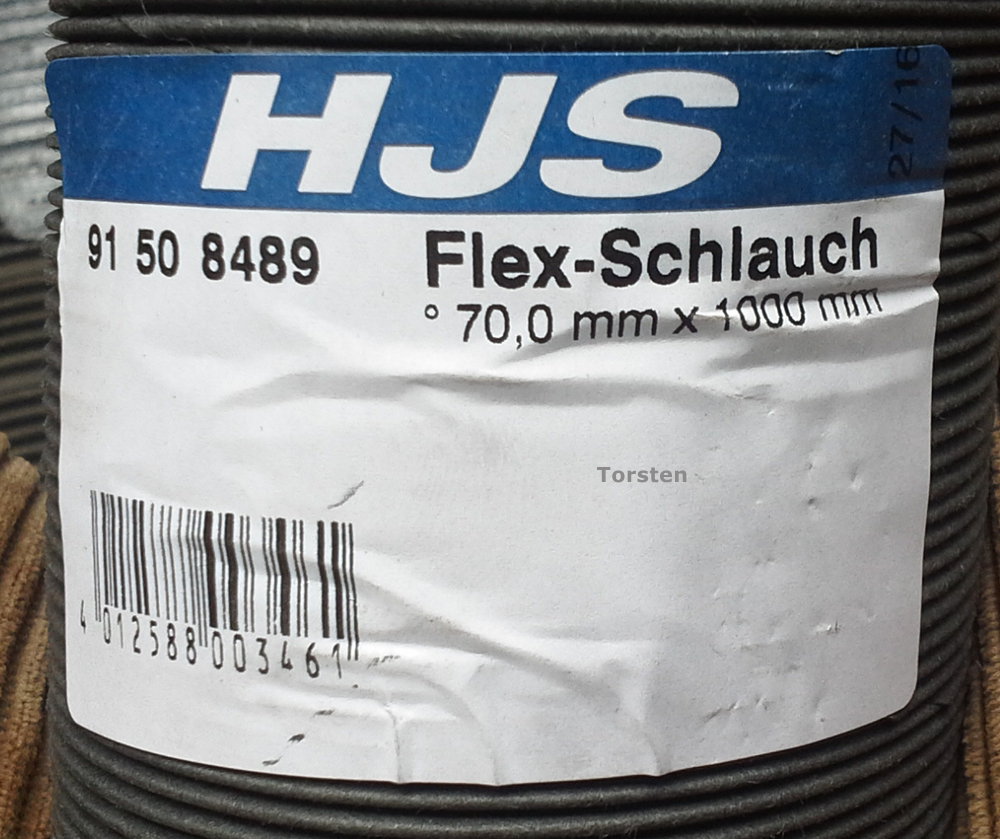 HJS
27/16
91 50 8489
Flex-Schlauch
° 70,0 mm x 1000 mm
Torsten
4 012588 003461